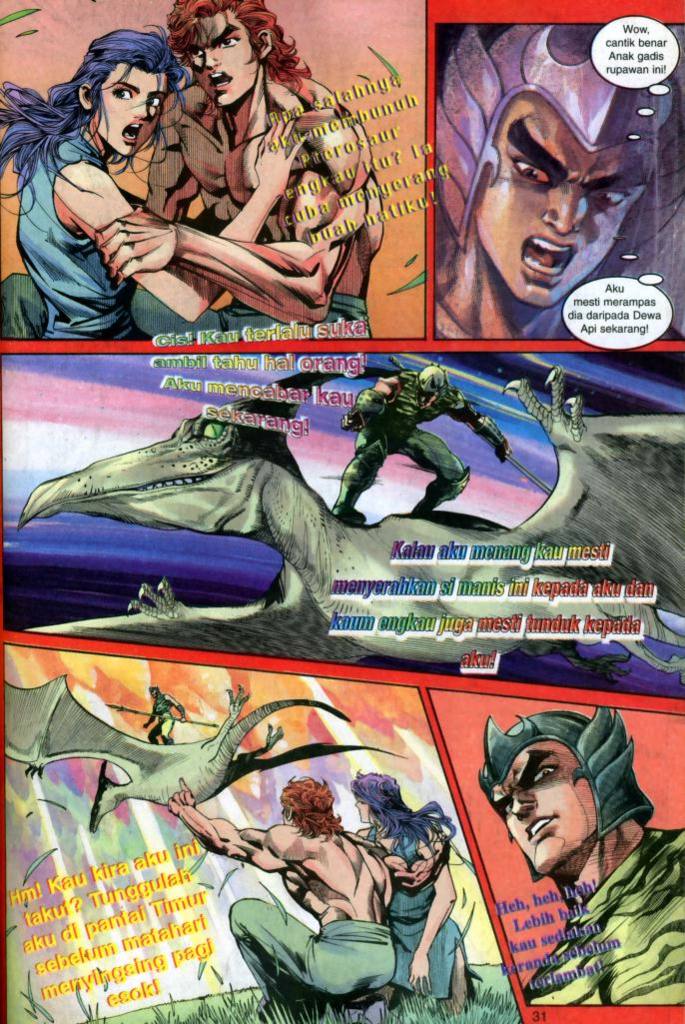 Apa salahnya
aku membunuh
Pterosaur
engkau itu? Ia
cuba menyerang
buah hatiku!
Wow,
cantik benar
Anak gadis
rupawan ini!
Aku
mesti merampas
dia daripada Dewa
Api sekarang!
Cis! Kau terlalu suka
ambil tahu hal orang!
Aku mencabar kau
sekarang!
Kalau aku menang kau mesti
menyerahkan si manis ini kepada aku dan
kaum engkau juga mesti tunduk kepada
aku!
Hm! Kau kira aku ini
takut? Tunggulah
aku di pantai Timur
sebelum matahari
menyingsing pagi
esok!
Heh, heh, heh!
Lebih baik
kau sediakan
keranda sebelum
terlambat!
31